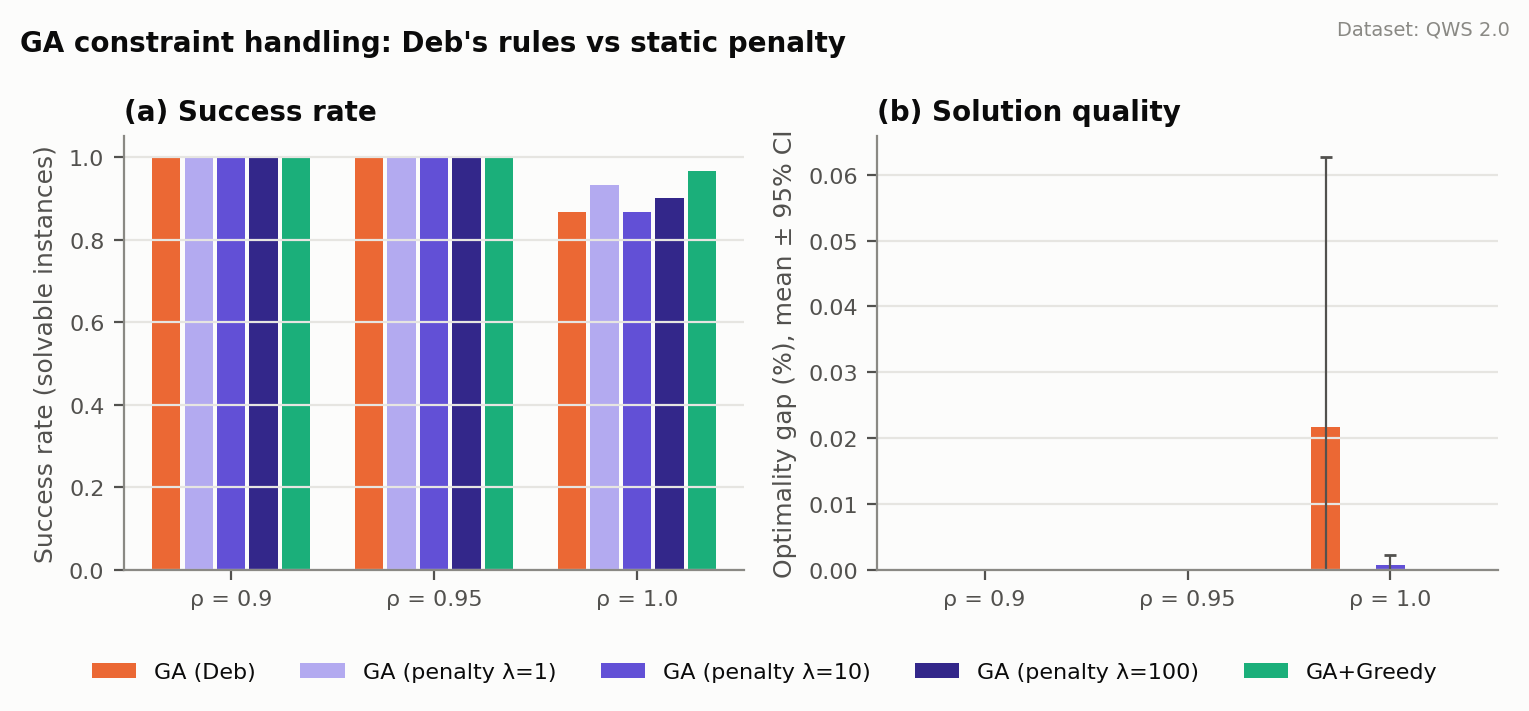 GA constraint handling: Deb's rules vs static penalty
Dataset: QWS 2.0
(a) Success rate
Success rate (solvable instances)
1.0
0.8
0.6
0.4
0.2
0.0
ρ = 0.9
ρ = 0.95
ρ = 1.0
(b) Solution quality
Optimality gap (%), mean ± 95% CI
0.06
0.05
0.04
0.03
0.02
0.01
0.00
ρ = 0.9
ρ = 0.95
ρ = 1.0
GA (Deb)
GA (penalty λ=1)
GA (penalty λ=10)
GA (penalty λ=100)
GA+Greedy